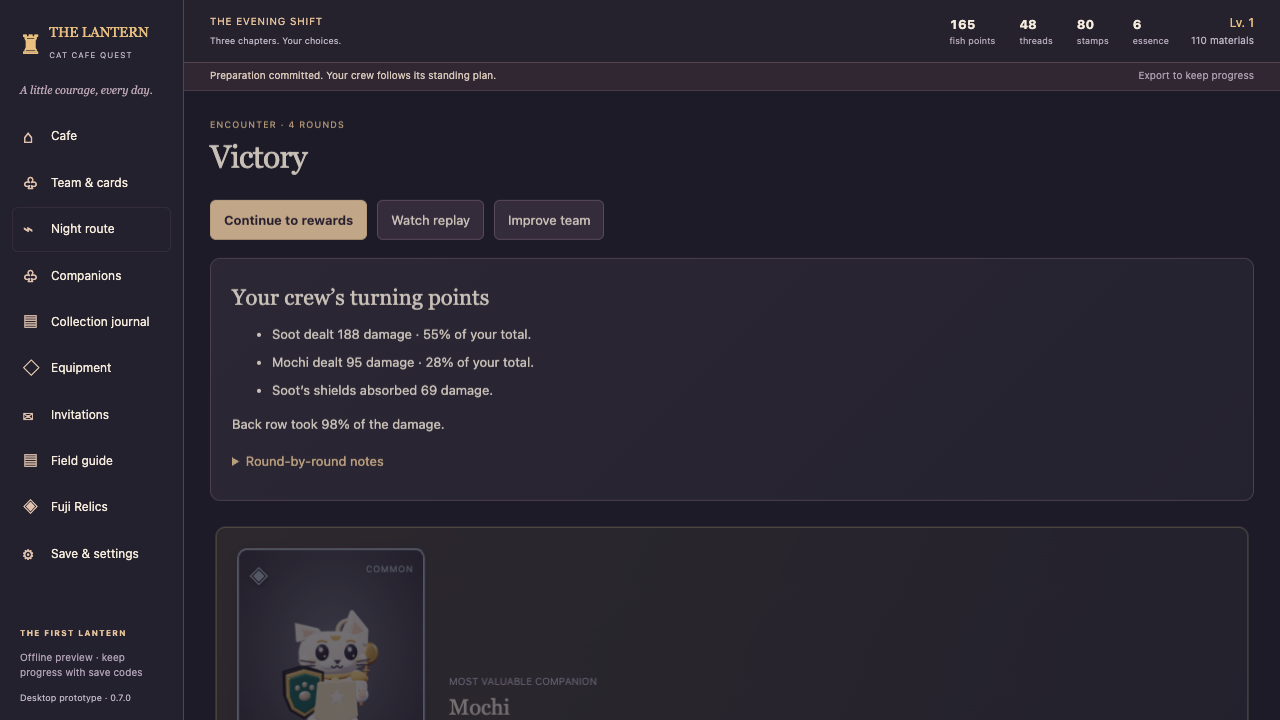 THE LANTERN
CAT CAFE QUEST
A little courage, every day.
Cafe
Team & cards
Night route
Companions
Collection journal
Equipment
Invitations
Field guide
Fuji Relics
Save & settings
THE FIRST LANTERN
Offline preview · keep
progress with save codes
Desktop prototype · 0.7.0
THE EVENING SHIFT
Three chapters. Your choices.
165
fish points
48
threads
80
stamps
6
essence
Lv. 1
110 materials
Preparation committed. Your crew follows its standing plan.
Export to keep progress
ENCOUNTER · 4 ROUNDS
Victory
Continue to rewards
Watch replay
Improve team
Your crew’s turning points
• Soot dealt 188 damage · 55% of your total.
• Mochi dealt 95 damage · 28% of your total.
• Soot’s shields absorbed 69 damage.
Back row took 98% of the damage.
Round-by-round notes
COMMON
MOST VALUABLE COMPANION
Mochi